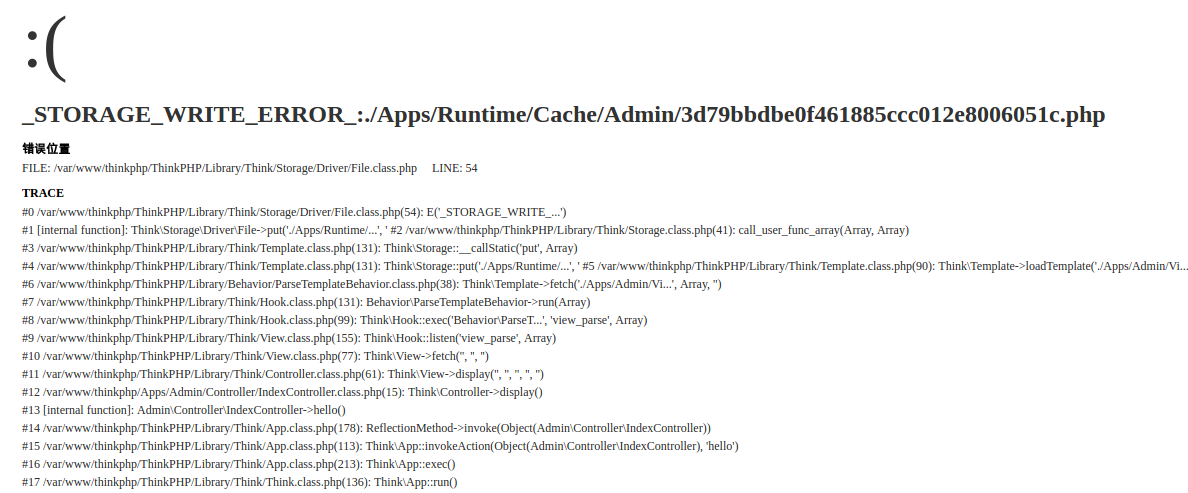 :(
_STORAGE_WRITE_ERROR_:./Apps/Runtime/Cache/Admin/3d79bbdbe0f461885ccc012e8006051c.php
错误位置
FILE: /var/www/thinkphp/ThinkPHP/Library/Think/Storage/Driver/File.class.php LINE: 54
TRACE
#0 /var/www/thinkphp/ThinkPHP/Library/Think/Storage/Driver/File.class.php(54): E('_STORAGE_WRITE_...')
#1 [internal function]: Think\Storage\Driver\File->put('./Apps/Runtime/...', ' #2 /var/www/thinkphp/ThinkPHP/Library/Think/Storage.class.php(41): call_user_func_array(Array, Array)
#3 /var/www/thinkphp/ThinkPHP/Library/Think/Template.class.php(131): Think\Storage::__callStatic('put', Array)
#4 /var/www/thinkphp/ThinkPHP/Library/Think/Template.class.php(131): Think\Storage::put('./Apps/Runtime/...', ' #5 /var/www/thinkphp/ThinkPHP/Library/Think/Template.class.php(90): Think\Template->loadTemplate('./Apps/Admin/Vi...
#6 /var/www/thinkphp/ThinkPHP/Library/Behavior/ParseTemplateBehavior.class.php(38): Think\Template->fetch('./Apps/Admin/Vi...', Array, '')
#7 /var/www/thinkphp/ThinkPHP/Library/Think/Hook.class.php(131): Behavior\ParseTemplateBehavior->run(Array)
#8 /var/www/thinkphp/ThinkPHP/Library/Think/Hook.class.php(99): Think\Hook::exec('Behavior\ParseT...', 'view_parse', Array)
#9 /var/www/thinkphp/ThinkPHP/Library/Think/View.class.php(155): Think\Hook::listen('view_parse', Array)
#10 /var/www/thinkphp/ThinkPHP/Library/Think/View.class.php(77): Think\View->fetch('', '', '')
#11 /var/www/thinkphp/ThinkPHP/Library/Think/Controller.class.php(61): Think\View->display('', '', '', '', '')
#12 /var/www/thinkphp/Apps/Admin/Controller/IndexController.class.php(15): Think\Controller->display()
#13 [internal function]: Admin\Controller\IndexController->hello()
#14 /var/www/thinkphp/ThinkPHP/Library/Think/App.class.php(178): ReflectionMethod->invoke(Object(Admin\Controller\IndexController))
#15 /var/www/thinkphp/ThinkPHP/Library/Think/App.class.php(113): Think\App::invokeAction(Object(Admin\Controller\IndexController), 'hello')
#16 /var/www/thinkphp/ThinkPHP/Library/Think/App.class.php(213): Think\App::exec()
#17 /var/www/thinkphp/ThinkPHP/Library/Think/Think.class.php(136): Think\App::run()